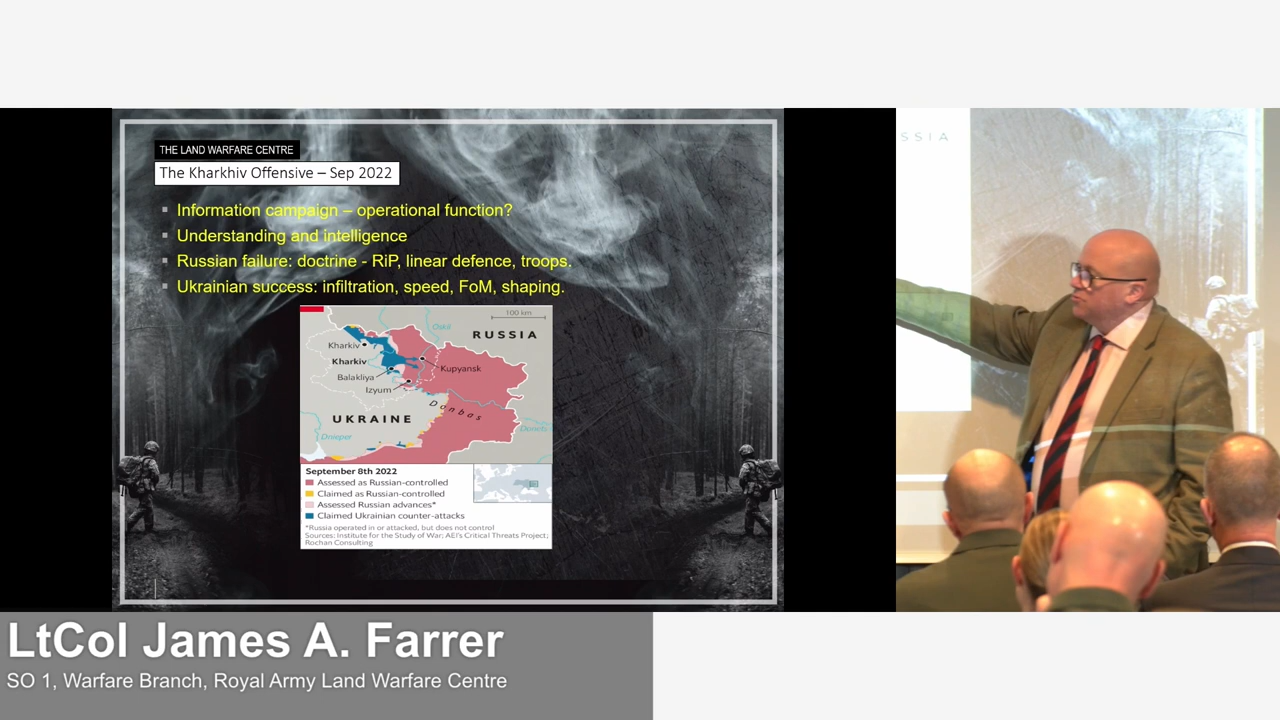 THE LAND WARFARE CENTRE
The Kharkhiv Offensive – Sep 2022
Information campaign – operational function?
Understanding and intelligence
Russian failure: doctrine - RiP, linear defence, troops.
Ukrainian success: infiltration, speed, FoM, shaping.
100 km
Oskil
RUSSIA
Kharkiv
Kharkiv
Kupyansk
Balakliya
Izyum
Donbas
UKRAINE
Dnieper
Donets
September 8th 2022
Assessed as Russian-controlled
Claimed as Russian-controlled
Assessed Russian advances*
Claimed Ukrainian counter-attacks
*Russia operated in or attacked, but does not control
Sources: Institute for the Study of War; AEI's Critical Threats Project;
Rochan Consulting
SSIA
LtCol James A. Farrer
SO 1, Warfare Branch, Royal Army Land Warfare Centre